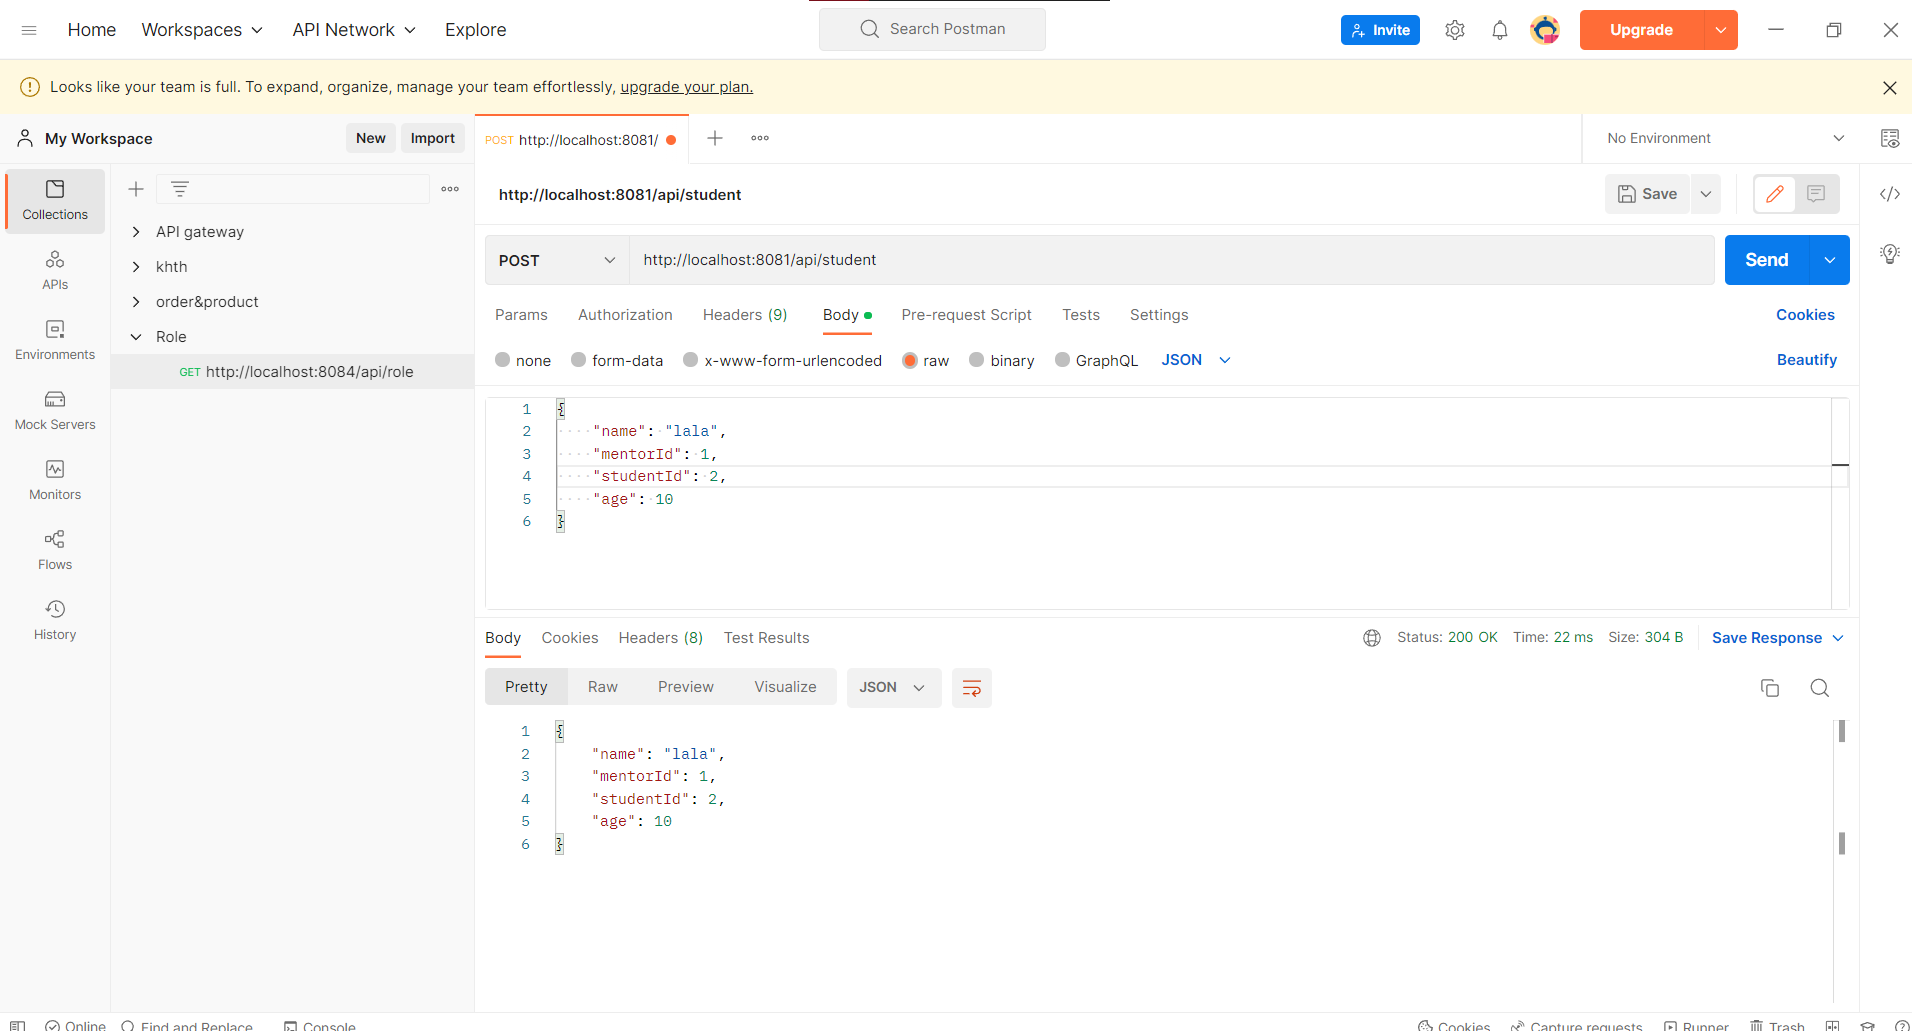 Home Workspaces API Network Explore Search Postman Invite Upgrade
Looks like your team is full. To expand, organize, manage your team effortlessly, upgrade your plan.
My Workspace New Import POST http://localhost:8081/ No Environment
Collections
APIs
Environments
Mock Servers
Monitors
Flows
History
API gateway
khth
order&product
Role
GET http://localhost:8084/api/role
http://localhost:8081/api/student Save
POST http://localhost:8081/api/student Send
Params Authorization Headers (9) Body Pre-request Script Tests Settings Cookies
none form-data x-www-form-urlencoded raw binary GraphQL JSON Beautify
1 {
2 "name": "lala",
3 "mentorId": 1,
4 "studentId": 2,
5 "age": 10
6 }
Body Cookies Headers (8) Test Results Status: 200 OK Time: 22 ms Size: 304 B Save Response
Pretty Raw Preview Visualize JSON
1 {
2 "name": "lala",
3 "mentorId": 1,
4 "studentId": 2,
5 "age": 10
6 }
Online Find and Replace Console Cookies Capture requests Runner Trash